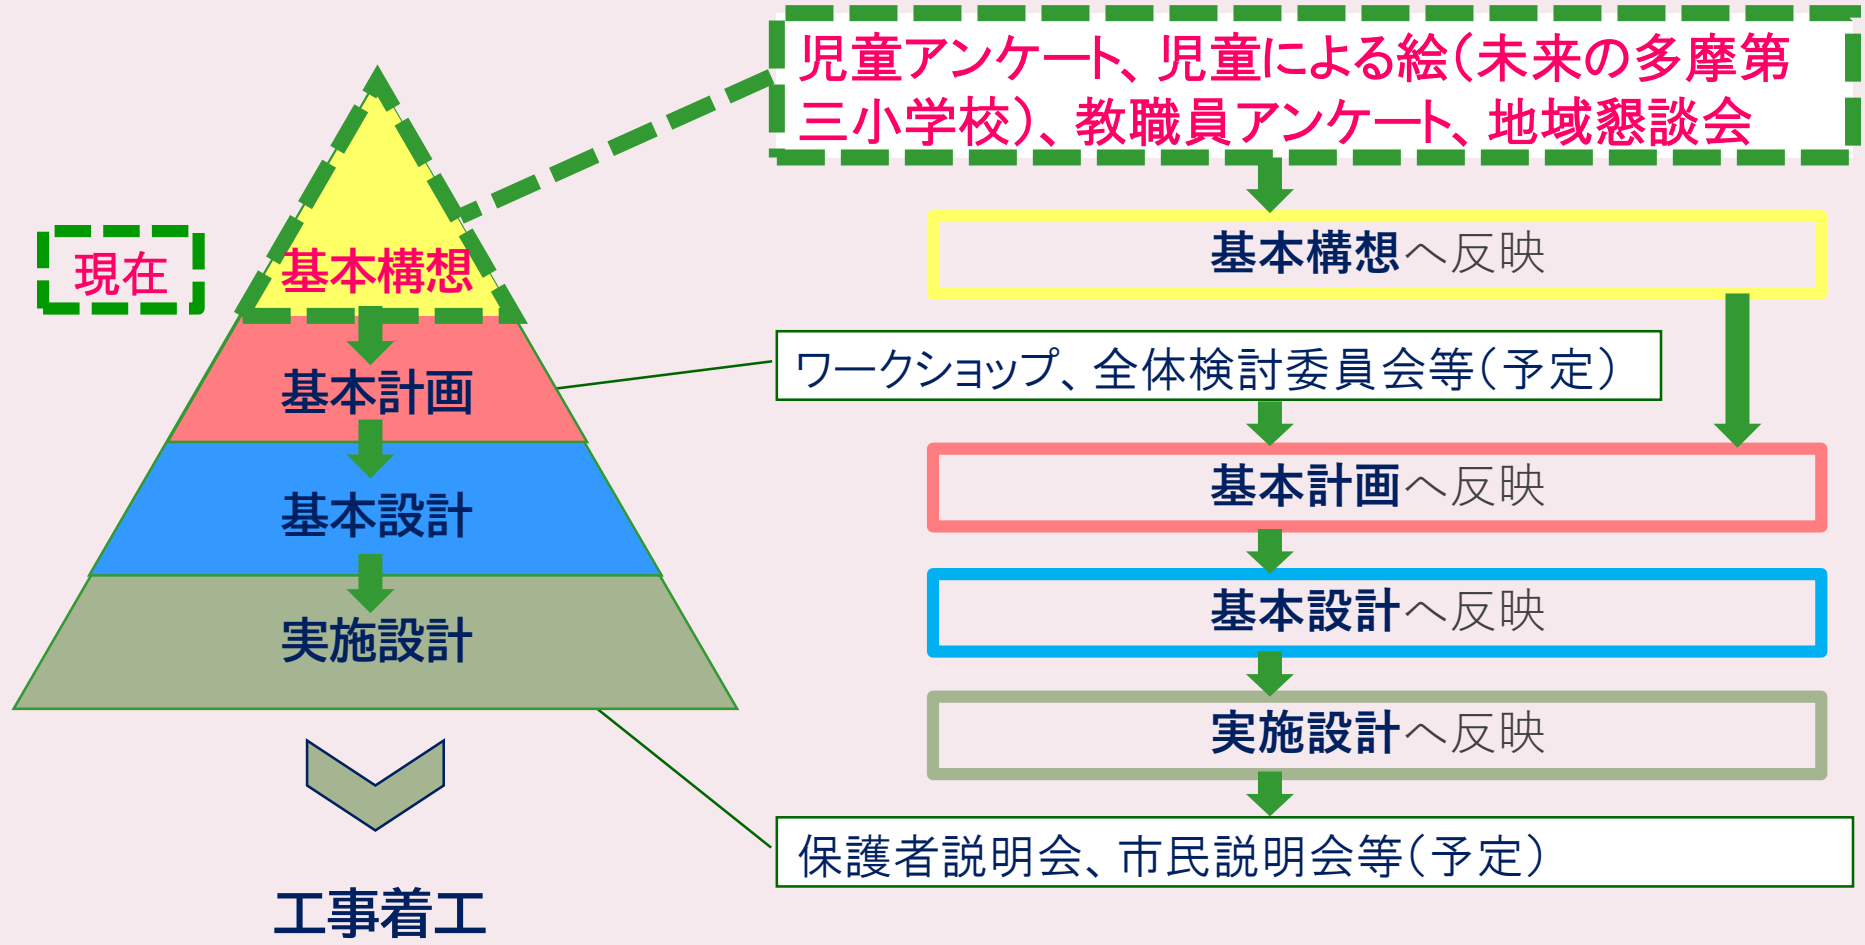 児童アンケート、児童による絵(未来の多摩第
三小学校)、教職員アンケート、地域懇談会
現在
基本構想
基本計画
基本設計
実施設計
工事着工
基本構想へ反映
ワークショップ、全体検討委員会等(予定)
基本計画へ反映
基本設計へ反映
実施設計へ反映
保護者説明会、市民説明会等(予定)